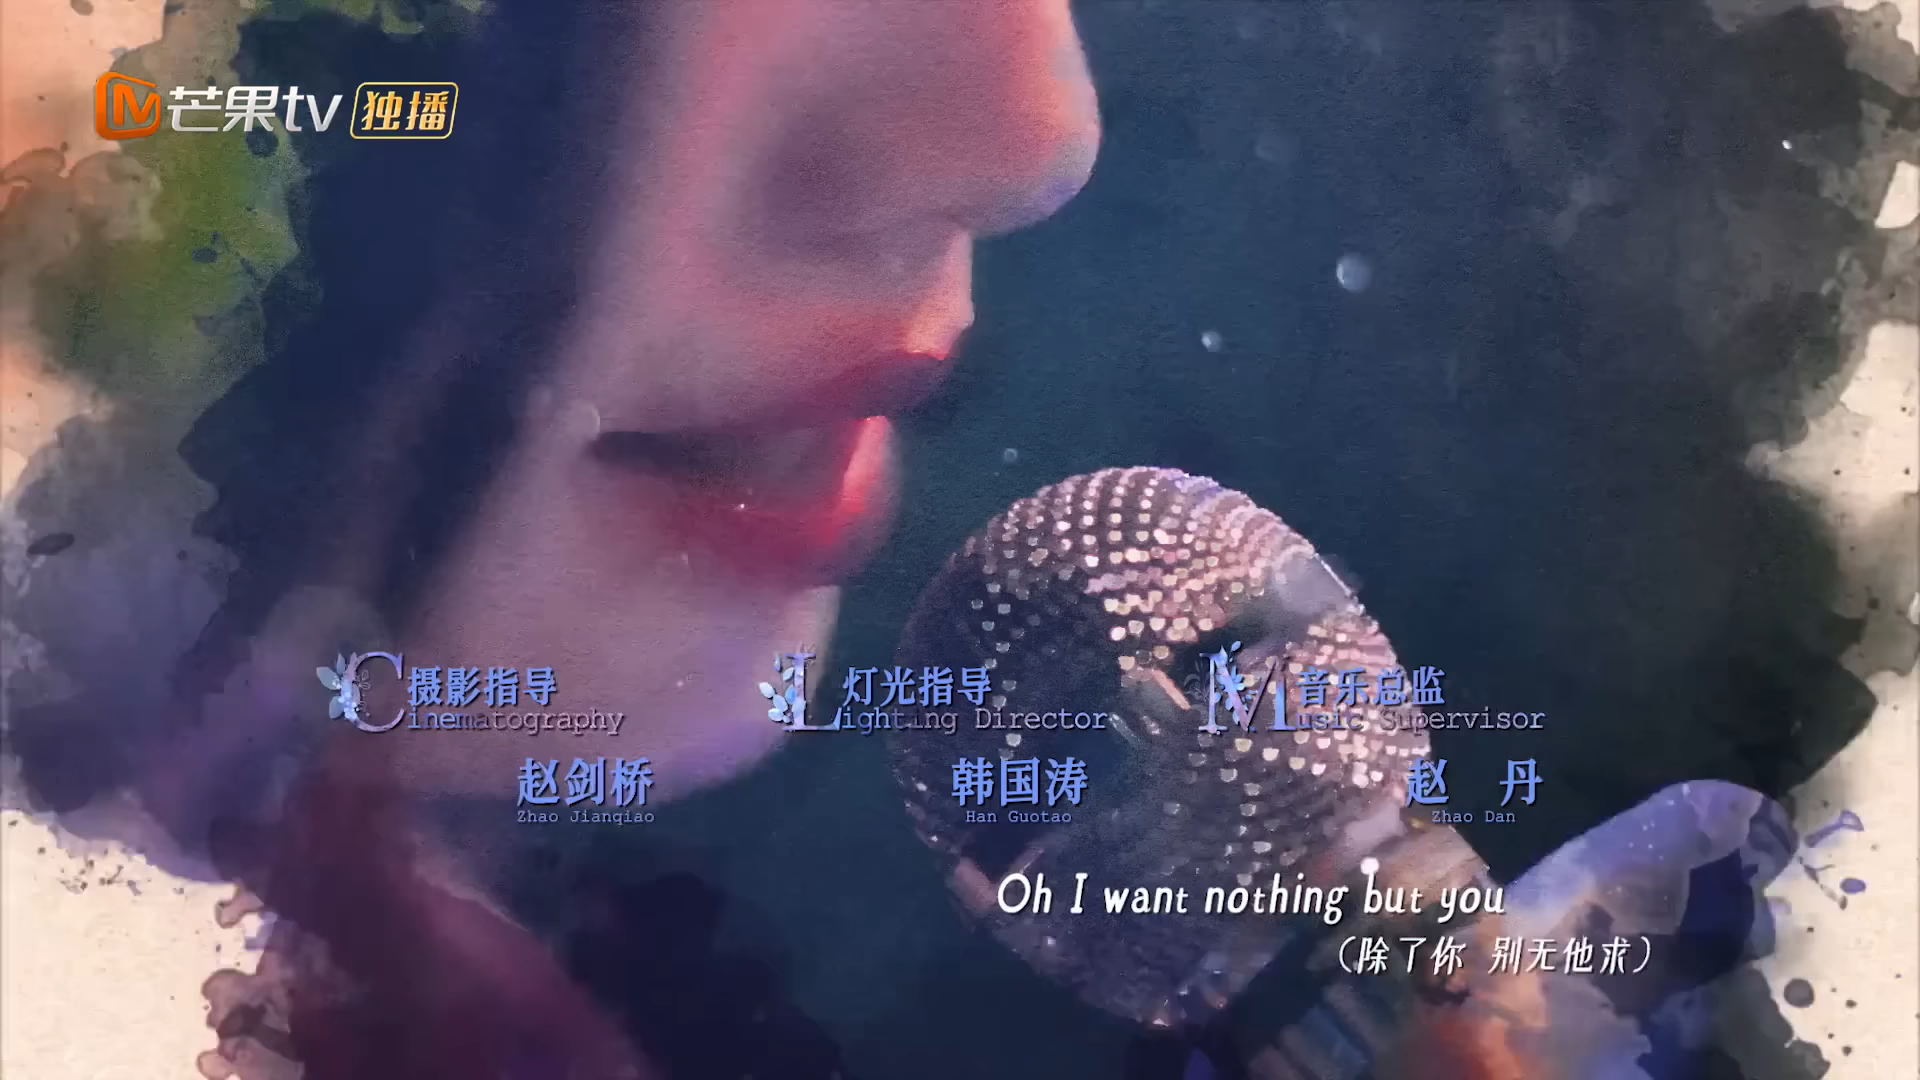 芒果tv 独播
摄影指导
Cinematography
赵剑桥
Zhao Jianqiao
灯光指导
Lighting Director
韩国涛
Han Guotao
音乐总监
Music Supervisor
赵 丹
Zhao Dan
Oh I want nothing but you
（除了你 别无他求）